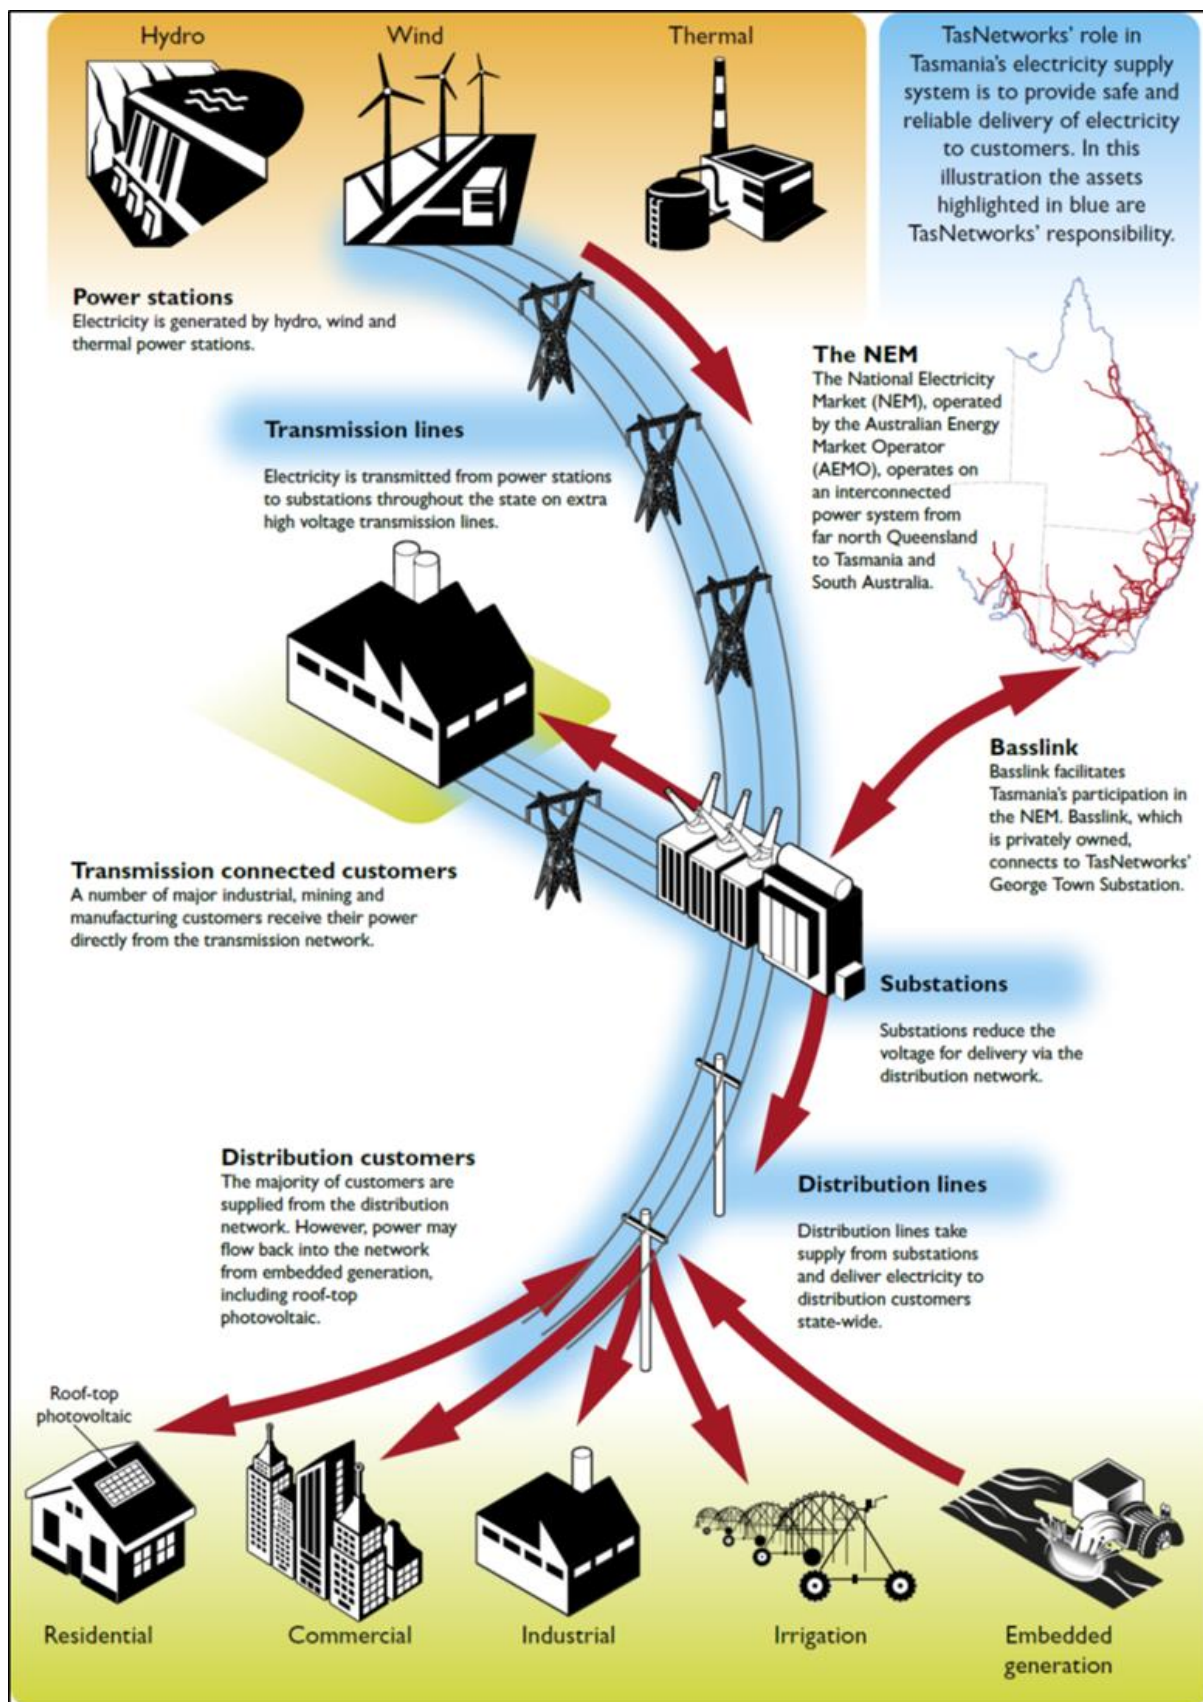 Hydro
Wind
Thermal
TasNetworks' role in
Tasmania's electricity supply
system is to provide safe and
reliable delivery of electricity
to customers. In this
illustration the assets
highlighted in blue are
TasNetworks' responsibility.
Power stations
Electricity is generated by hydro, wind and
thermal power stations.
The NEM
The National Electricity
Market (NEM), operated
by the Australian Energy
Market Operator
(AEMO), operates on
an interconnected
power system from
far north Queensland
to Tasmania and
South Australia.
Transmission lines
Electricity is transmitted from power stations
to substations throughout the state on extra
high voltage transmission lines.
Basslink
Basslink facilitates
Tasmania's participation in
the NEM. Basslink, which
is privately owned,
connects to TasNetworks'
George Town Substation.
Transmission connected customers
A number of major industrial, mining and
manufacturing customers receive their power
directly from the transmission network.
Substations
Substations reduce the
voltage for delivery via the
distribution network.
Distribution customers
The majority of customers are
supplied from the distribution
network. However, power may
flow back into the network
from embedded generation,
including roof-top
photovoltaic.
Distribution lines
Distribution lines take
supply from substations
and deliver electricity to
distribution customers
state-wide.
Roof-top
photovoltaic
Residential
Commercial
Industrial
Irrigation
Embedded
generation